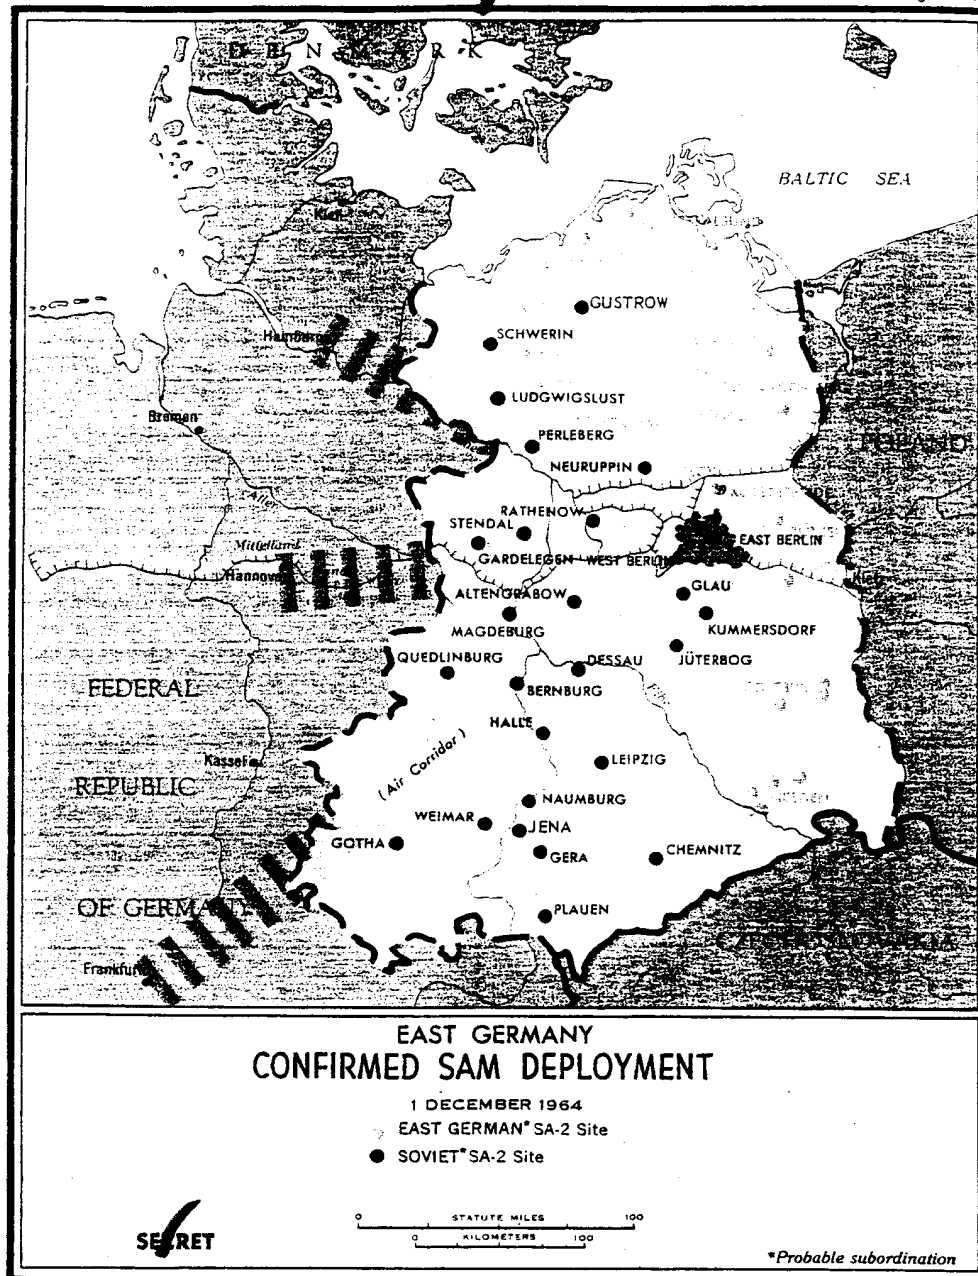 DENMARK
BALTIC SEA
Kiel
GUSTROW
Hamburg
SCHWERIN
LUDGWIGSLUST
Bremen
PERLEBERG
POLAND
NEURUPPIN
Aller
RATHENOW
STENDAL
EAST BERLIN
Mittelland
GARDELEGEN
WEST BERLIN
Hannover
GLAU
ALTENGRABOW
KUMMERSDORF
MAGDEBURG
JÜTERBOG
QUEDLINBURG
DESSAU
FEDERAL
BERNBURG
HALLE
(Air Corridor)
Kassel
LEIPZIG
REPUBLIC
NAUMBURG
WEIMAR
JENA
GOTHA
GERA
CHEMNITZ
OF GERMANY
PLAUEN
CZECHOSLOVAKIA
Frankfurt
EAST GERMANY
CONFIRMED SAM DEPLOYMENT
1 DECEMBER 1964
EAST GERMAN* SA-2 Site
SOVIET* SA-2 Site
0 STATUTE MILES 100
0 KILOMETERS 100
SECRET
*Probable subordination